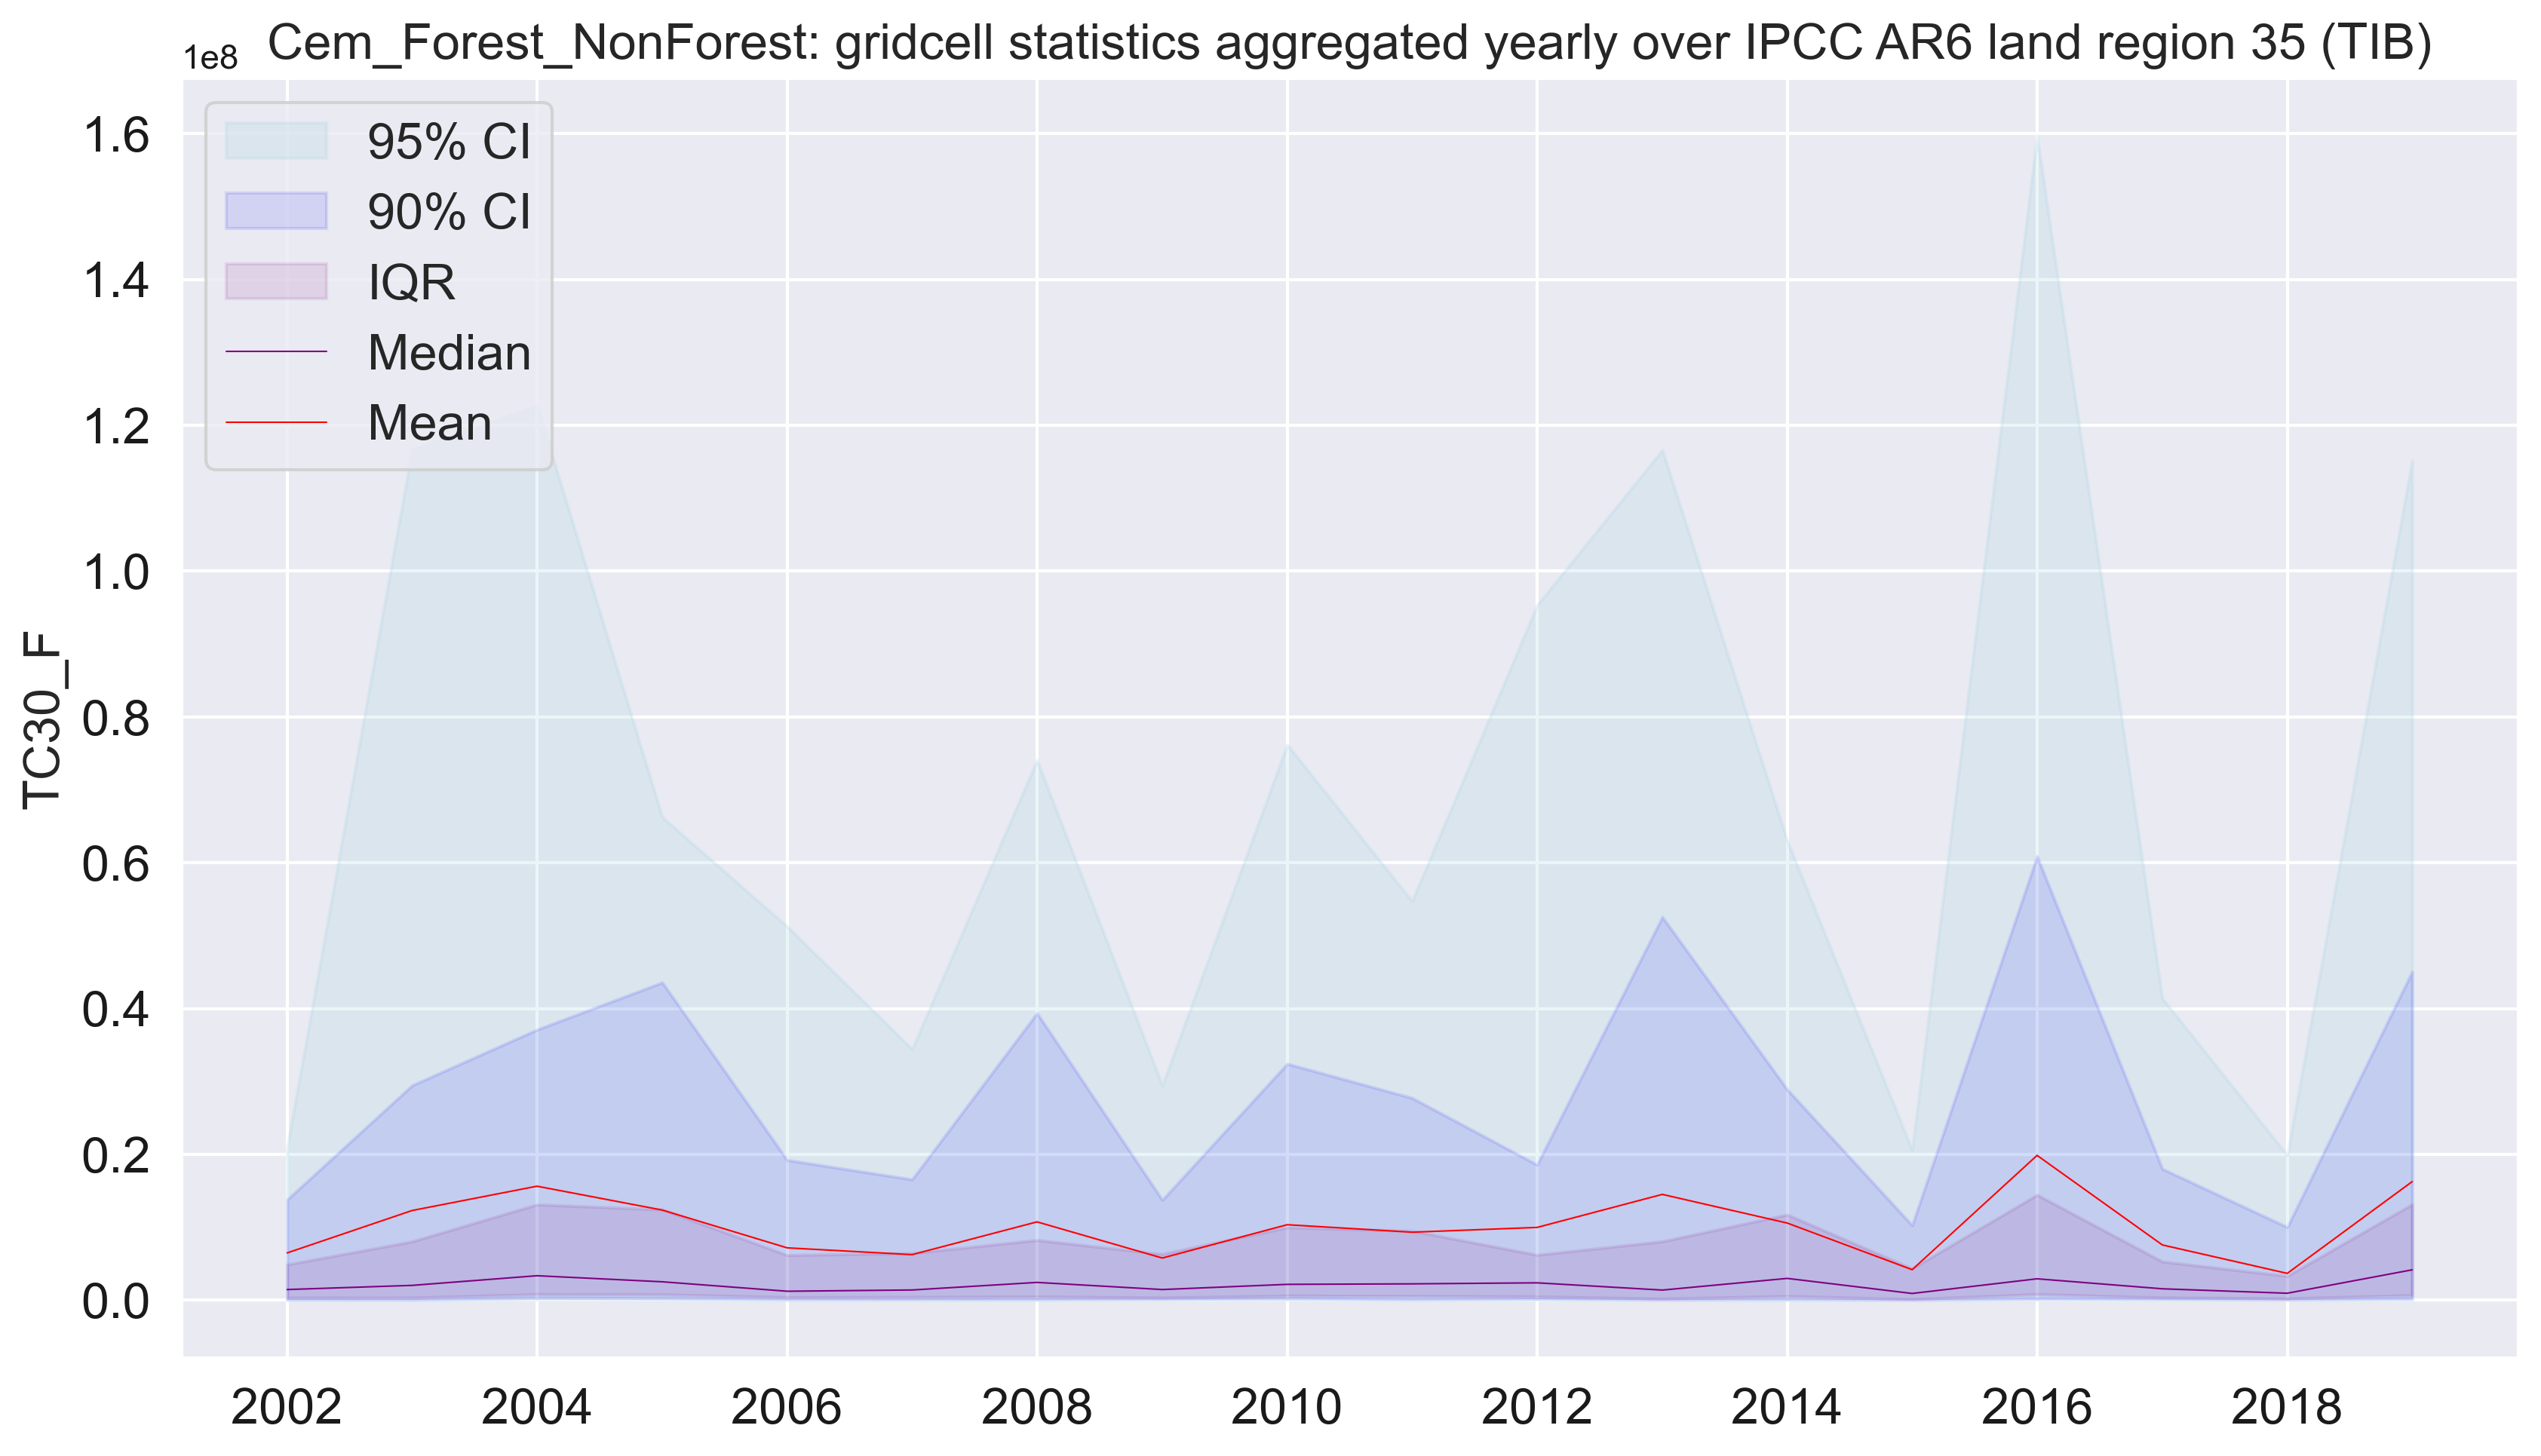 Cem_Forest_NonForest: gridcell statistics aggregated yearly over IPCC AR6 land region 35 (TIB)
1e8
95% CI
90% CI
IQR
Median
Mean
1.6
1.4
1.2
1.0
0.8
0.6
0.4
0.2
0.0
TC30_F
2002 2004 2006 2008 2010 2012 2014 2016 2018